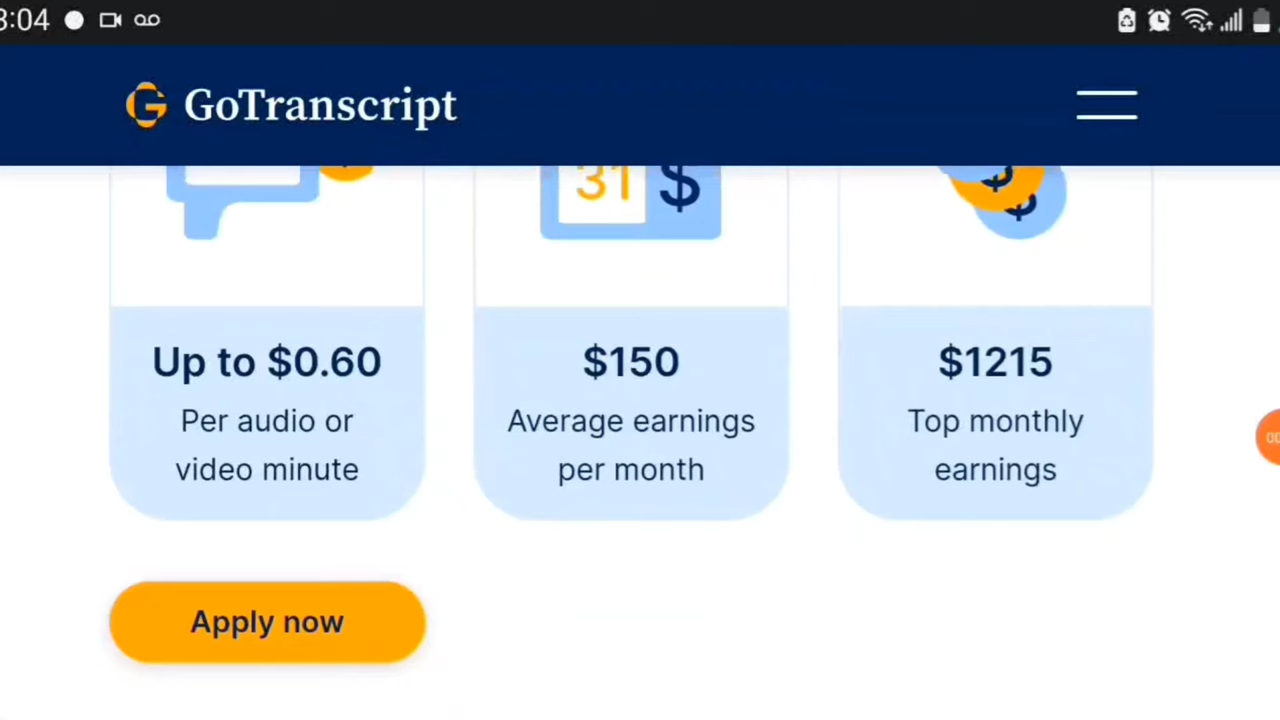 3:04
GoTranscript
31 $ $ $
Up to $0.60
Per audio or
video minute
$150
Average earnings
per month
$1215
Top monthly
earnings
Apply now
00